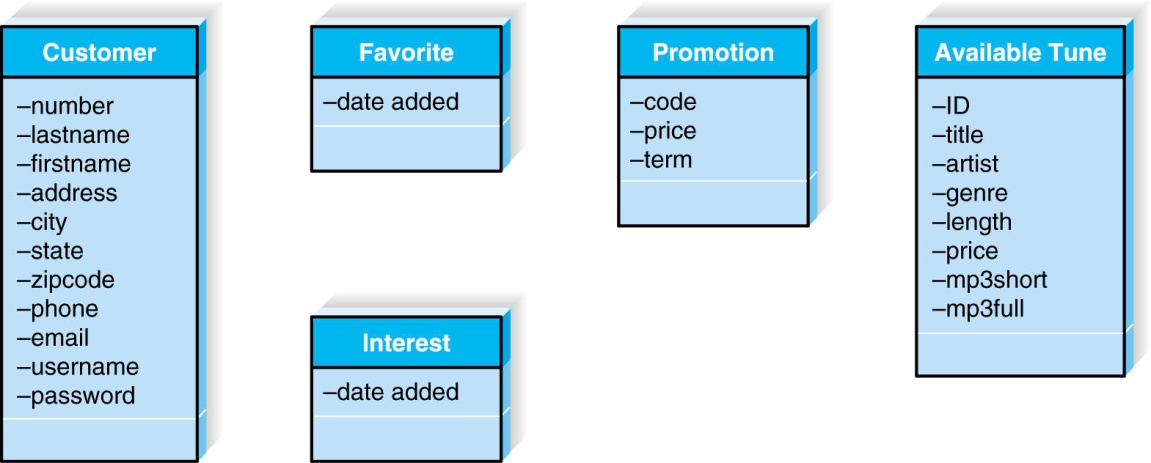 Customer
–number
–lastname
–firstname
–address
–city
–state
–zipcode
–phone
–email
–username
–password
Favorite
–date added
Interest
–date added
Promotion
–code
–price
–term
Available Tune
–ID
–title
–artist
–genre
–length
–price
–mp3short
–mp3full